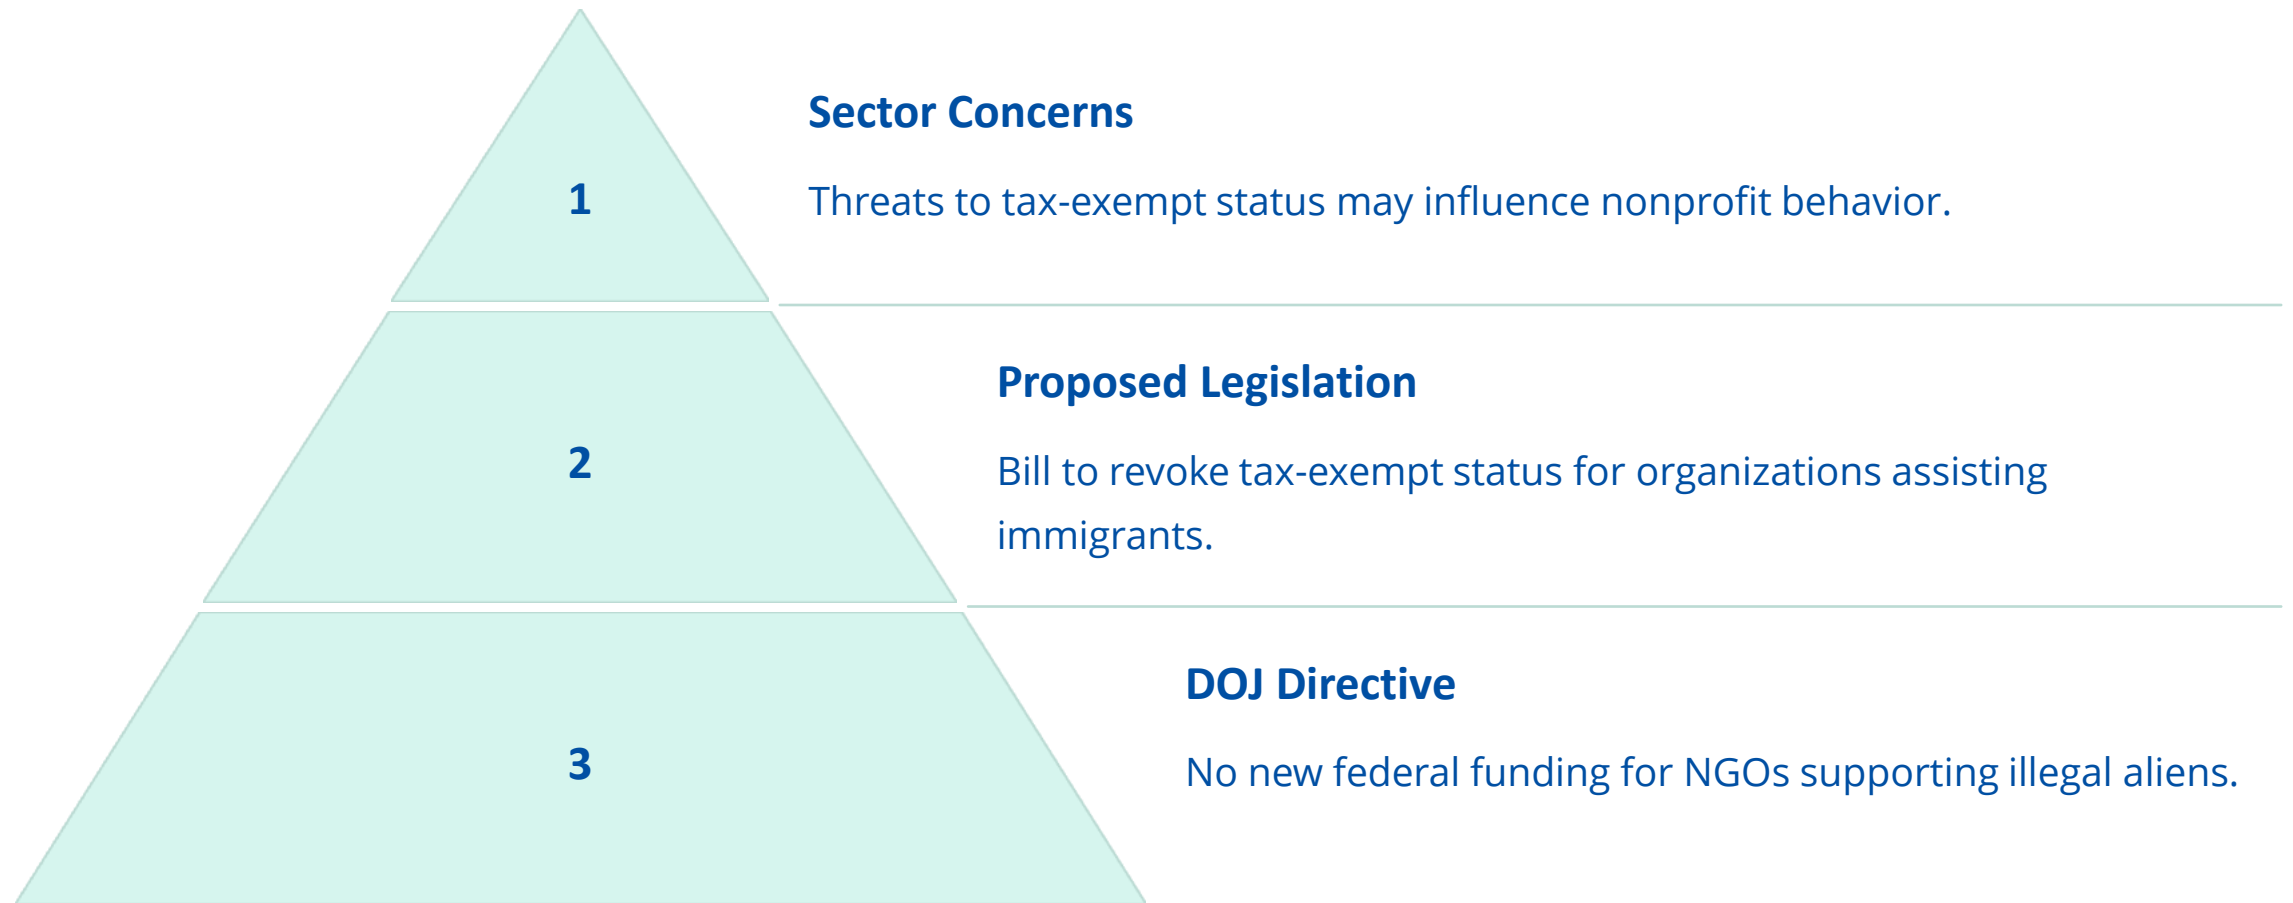 1
Sector Concerns
Threats to tax-exempt status may influence nonprofit behavior.
2
Proposed Legislation
Bill to revoke tax-exempt status for organizations assisting
immigrants.
3
DOJ Directive
No new federal funding for NGOs supporting illegal aliens.